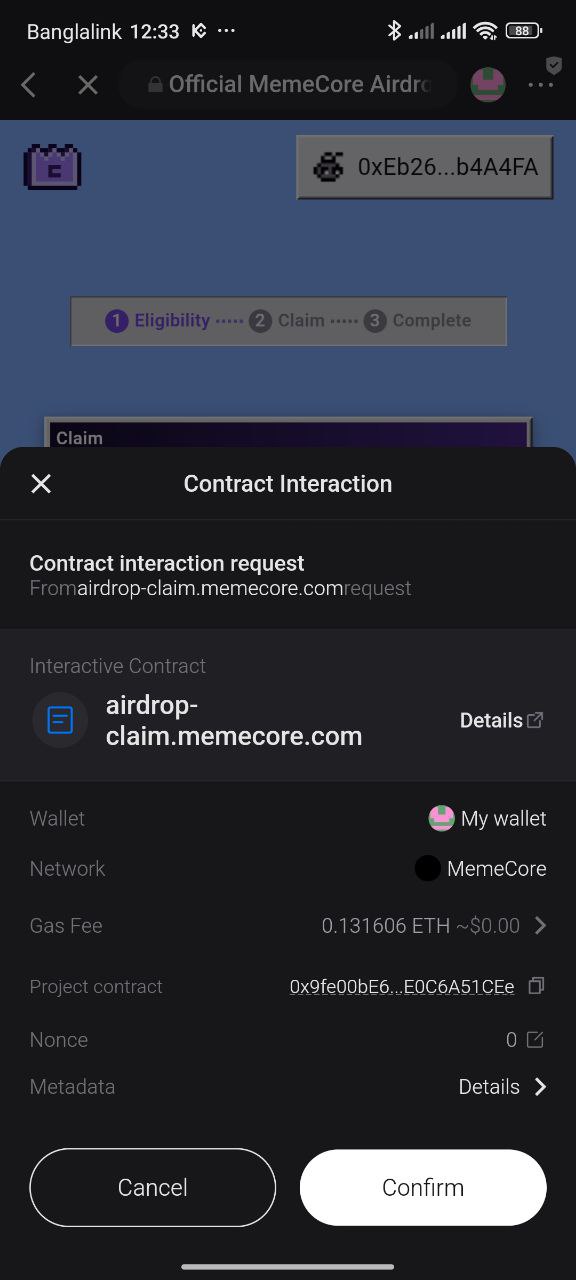 Banglalink 12:33
88
Official MemeCore Airdro
0xEb26...b4A4FA
1 Eligibility ..... 2 Claim ..... 3 Complete
Claim
Contract Interaction
Contract interaction request
Fromairdrop-claim.memecore.comrequest
Interactive Contract
airdrop-
claim.memecore.com
Details
Wallet My wallet
Network MemeCore
Gas Fee 0.131606 ETH ~$0.00
Project contract 0x9fe00bE6...E0C6A51CEe
Nonce 0
Metadata Details
Cancel Confirm